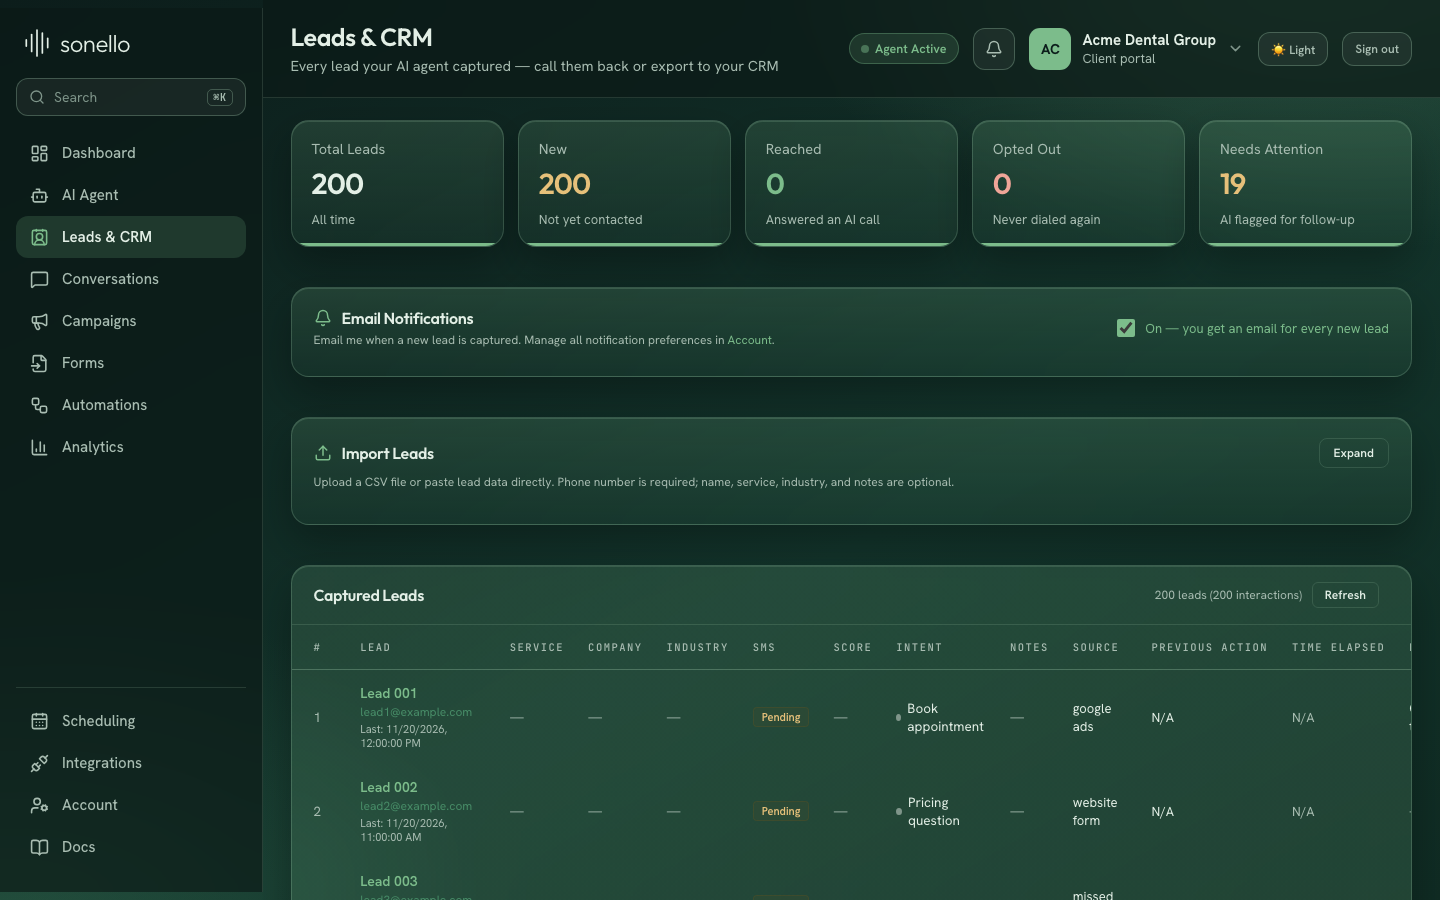 sonello
Search
⌘K
Dashboard
AI Agent
Leads & CRM
Conversations
Campaigns
Forms
Automations
Analytics
Scheduling
Integrations
Account
Docs
Leads & CRM
Every lead your AI agent captured — call them back or export to your CRM
Agent Active
AC
Acme Dental Group
Client portal
☀️ Light
Sign out
Total Leads
200
All time
New
200
Not yet contacted
Reached
0
Answered an AI call
Opted Out
0
Never dialed again
Needs Attention
19
AI flagged for follow-up
Email Notifications
Email me when a new lead is captured. Manage all notification preferences in Account.
On — you get an email for every new lead
Import Leads
Expand
Upload a CSV file or paste lead data directly. Phone number is required; name, service, industry, and notes are optional.
Captured Leads
200 leads (200 interactions)
Refresh
# LEAD SERVICE COMPANY INDUSTRY SMS SCORE INTENT NOTES SOURCE PREVIOUS ACTION TIME ELAPSED
Lead 001
lead1@example.com
Last: 11/20/2026,
12:00:00 PM
1 — — — Pending — Book appointment — google ads N/A N/A
Lead 002
lead2@example.com
Last: 11/20/2026,
11:00:00 AM
2 — — — Pending — Pricing question — website form N/A N/A
Lead 003
lead3@example.com
missed